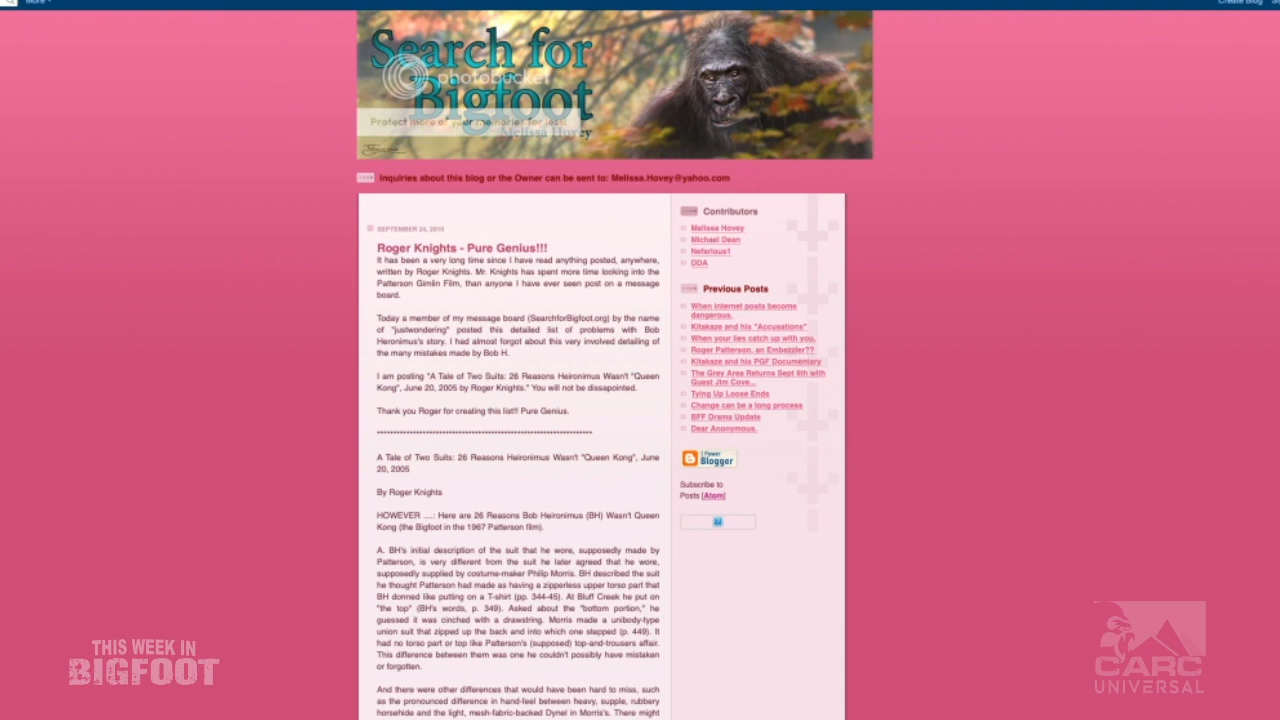 More
Create Blog
Search for
photobucket
Bigfoot
Protect more of your memories for less!
Melissa Hovey
Inquiries about this blog or the Owner can be sent to: Melissa.Hovey@yahoo.com
SEPTEMBER 24, 2010
Roger Knights - Pure Genius!!!
It has been a very long time since I have read anything posted, anywhere,
written by Roger Knights. Mr. Knights has spent more time looking into the
Patterson Gimlin Film, than anyone I have ever seen post on a message
board.
Today a member of my message board (SearchforBigfoot.org) by the name
of "justwondering" posted this detailed list of problems with Bob
Heronimus's story. I had almost forgot about this very involved detailing of
the many mistakes made by Bob H.
I am posting "A Tale of Two Suits: 26 Reasons Heironimus Wasn't "Queen
Kong", June 20, 2005 by Roger Knights." You will not be dissapointed.
Thank you Roger for creating this list!! Pure Genius.
A Tale of Two Suits: 26 Reasons Heironimus Wasn't "Queen Kong", June
20, 2005
By Roger Knights
HOWEVER ....: Here are 26 Reasons Bob Heironimus (BH) Wasn't Queen
Kong (the Bigfoot in the 1967 Patterson film).
A. BH's initial description of the suit that he wore, supposedly made by
Patterson, is very different from the suit he later agreed that he wore,
supposedly supplied by costume-maker Philip Morris. BH described the suit
he thought Patterson had made as having a zipperless upper torso part that
BH donned like putting on a T-shirt (pp. 344-45). At Bluff Creek he put on
"the top" (BH's words, p. 349). Asked about the "bottom portion," he
guessed it was cinched with a drawstring. Morris made a unibody-type
union suit that zipped up the back and into which one stepped (p. 449). It
had no torso part or top like Patterson's (supposed) top-and-trousers affair.
This difference between them was one he couldn't possibly have mistaken
or forgotten.
And there were other differences that would have been hard to miss, such
as the pronounced difference in hand-feel between heavy, supple, rubbery
horsehide and the light, mesh-fabric-backed Dynel in Morris's. There might
Contributors
Melissa Hovey
Michael Dean
Nefarious1
DDA
Previous Posts
When internet posts become
dangerous.
Kitakaze and his "Accusations"
When your lies catch up with you,
Roger Patterson, an Embezzler??
Kitakaze and his PGF Documentary
The Grey Area Returns Sept 8th with
Guest Jim Cove...
Tying Up Loose Ends
Change can be a long process
BFF Drama Update
Dear Anonymous,
I Power
Blogger
Subscribe to
Posts [Atom]
THIS WEEK IN
BIGFOOT
CARC
UNIVERSAL